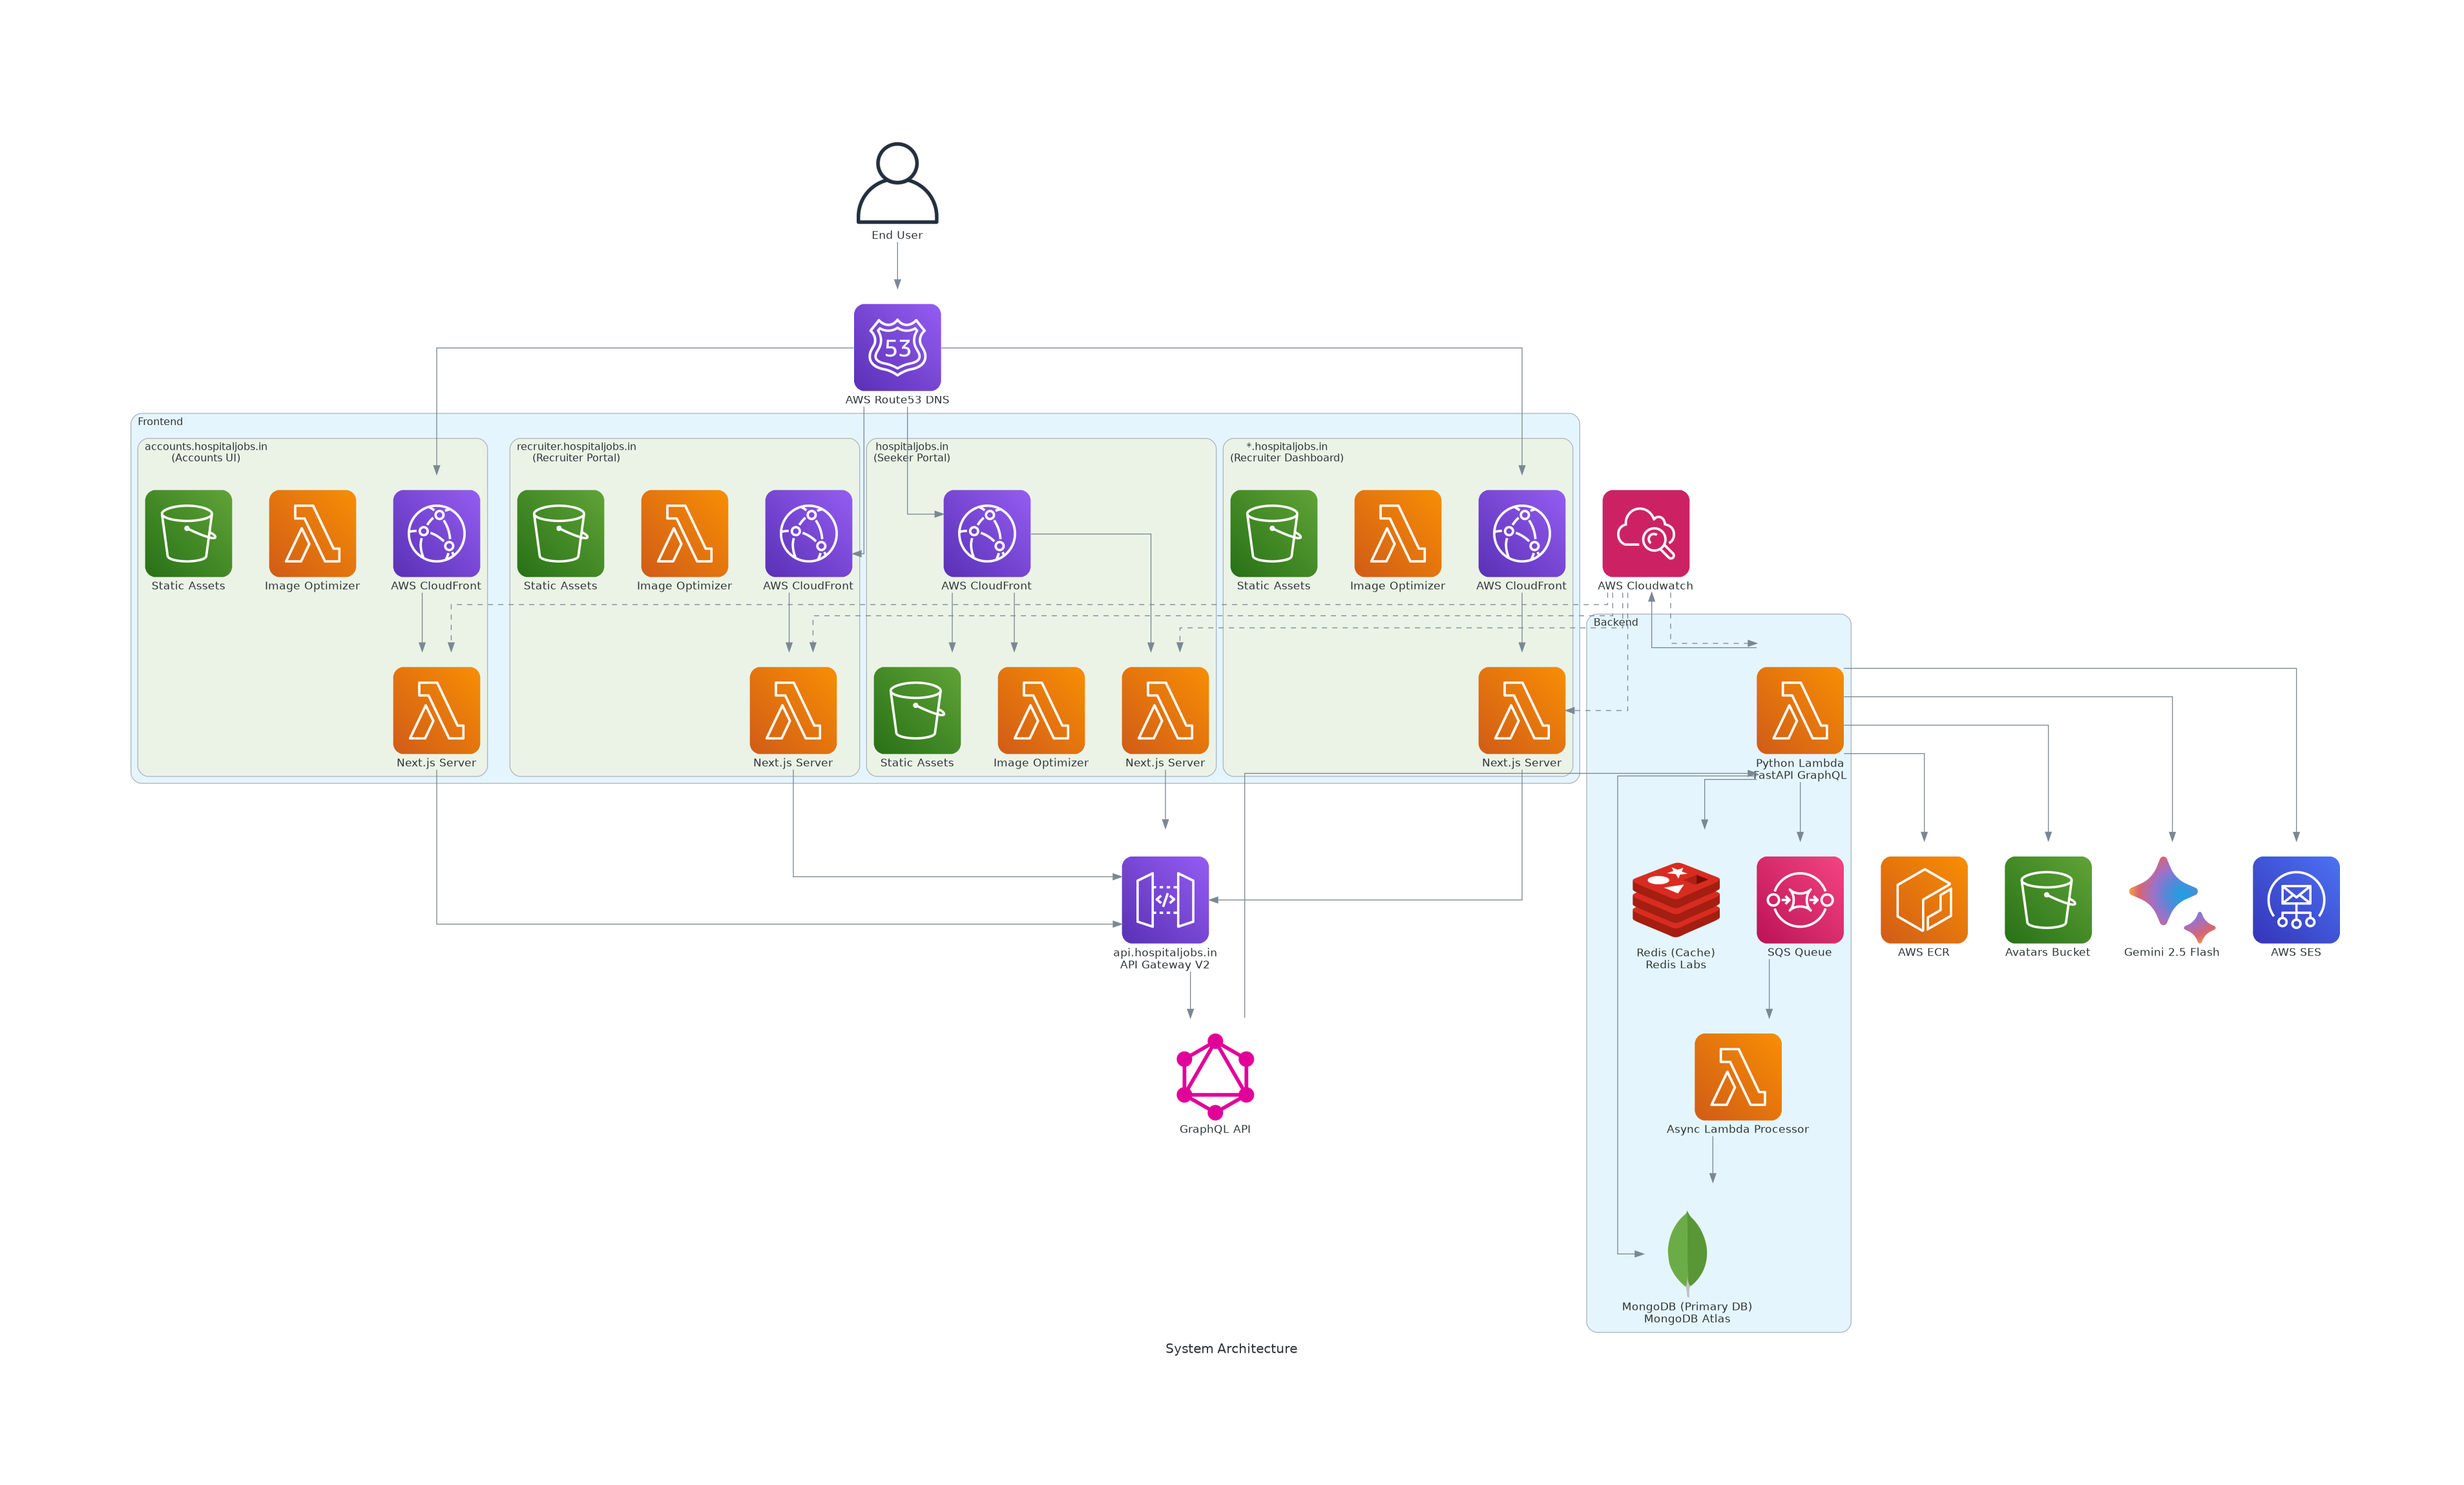 End User
53
AWS Route53 DNS
Frontend
accounts.hospitaljobs.in
(Accounts UI)
recruiter.hospitaljobs.in
(Recruiter Portal)
hospitaljobs.in
(Seeker Portal)
*.hospitaljobs.in
(Recruiter Dashboard)
Static Assets
Image Optimizer
AWS CloudFront
Static Assets
Image Optimizer
AWS CloudFront
AWS CloudFront
Static Assets
Image Optimizer
AWS CloudFront
AWS Cloudwatch
Backend
Next.js Server
Next.js Server
Static Assets
Image Optimizer
Next.js Server
Next.js Server
Python Lambda
FastAPI GraphQL
api.hospitaljobs.in
API Gateway V2
Redis (Cache)
Redis Labs
SQS Queue
AWS ECR
Avatars Bucket
Gemini 2.5 Flash
AWS SES
GraphQL API
Async Lambda Processor
MongoDB (Primary DB)
MongoDB Atlas
System Architecture